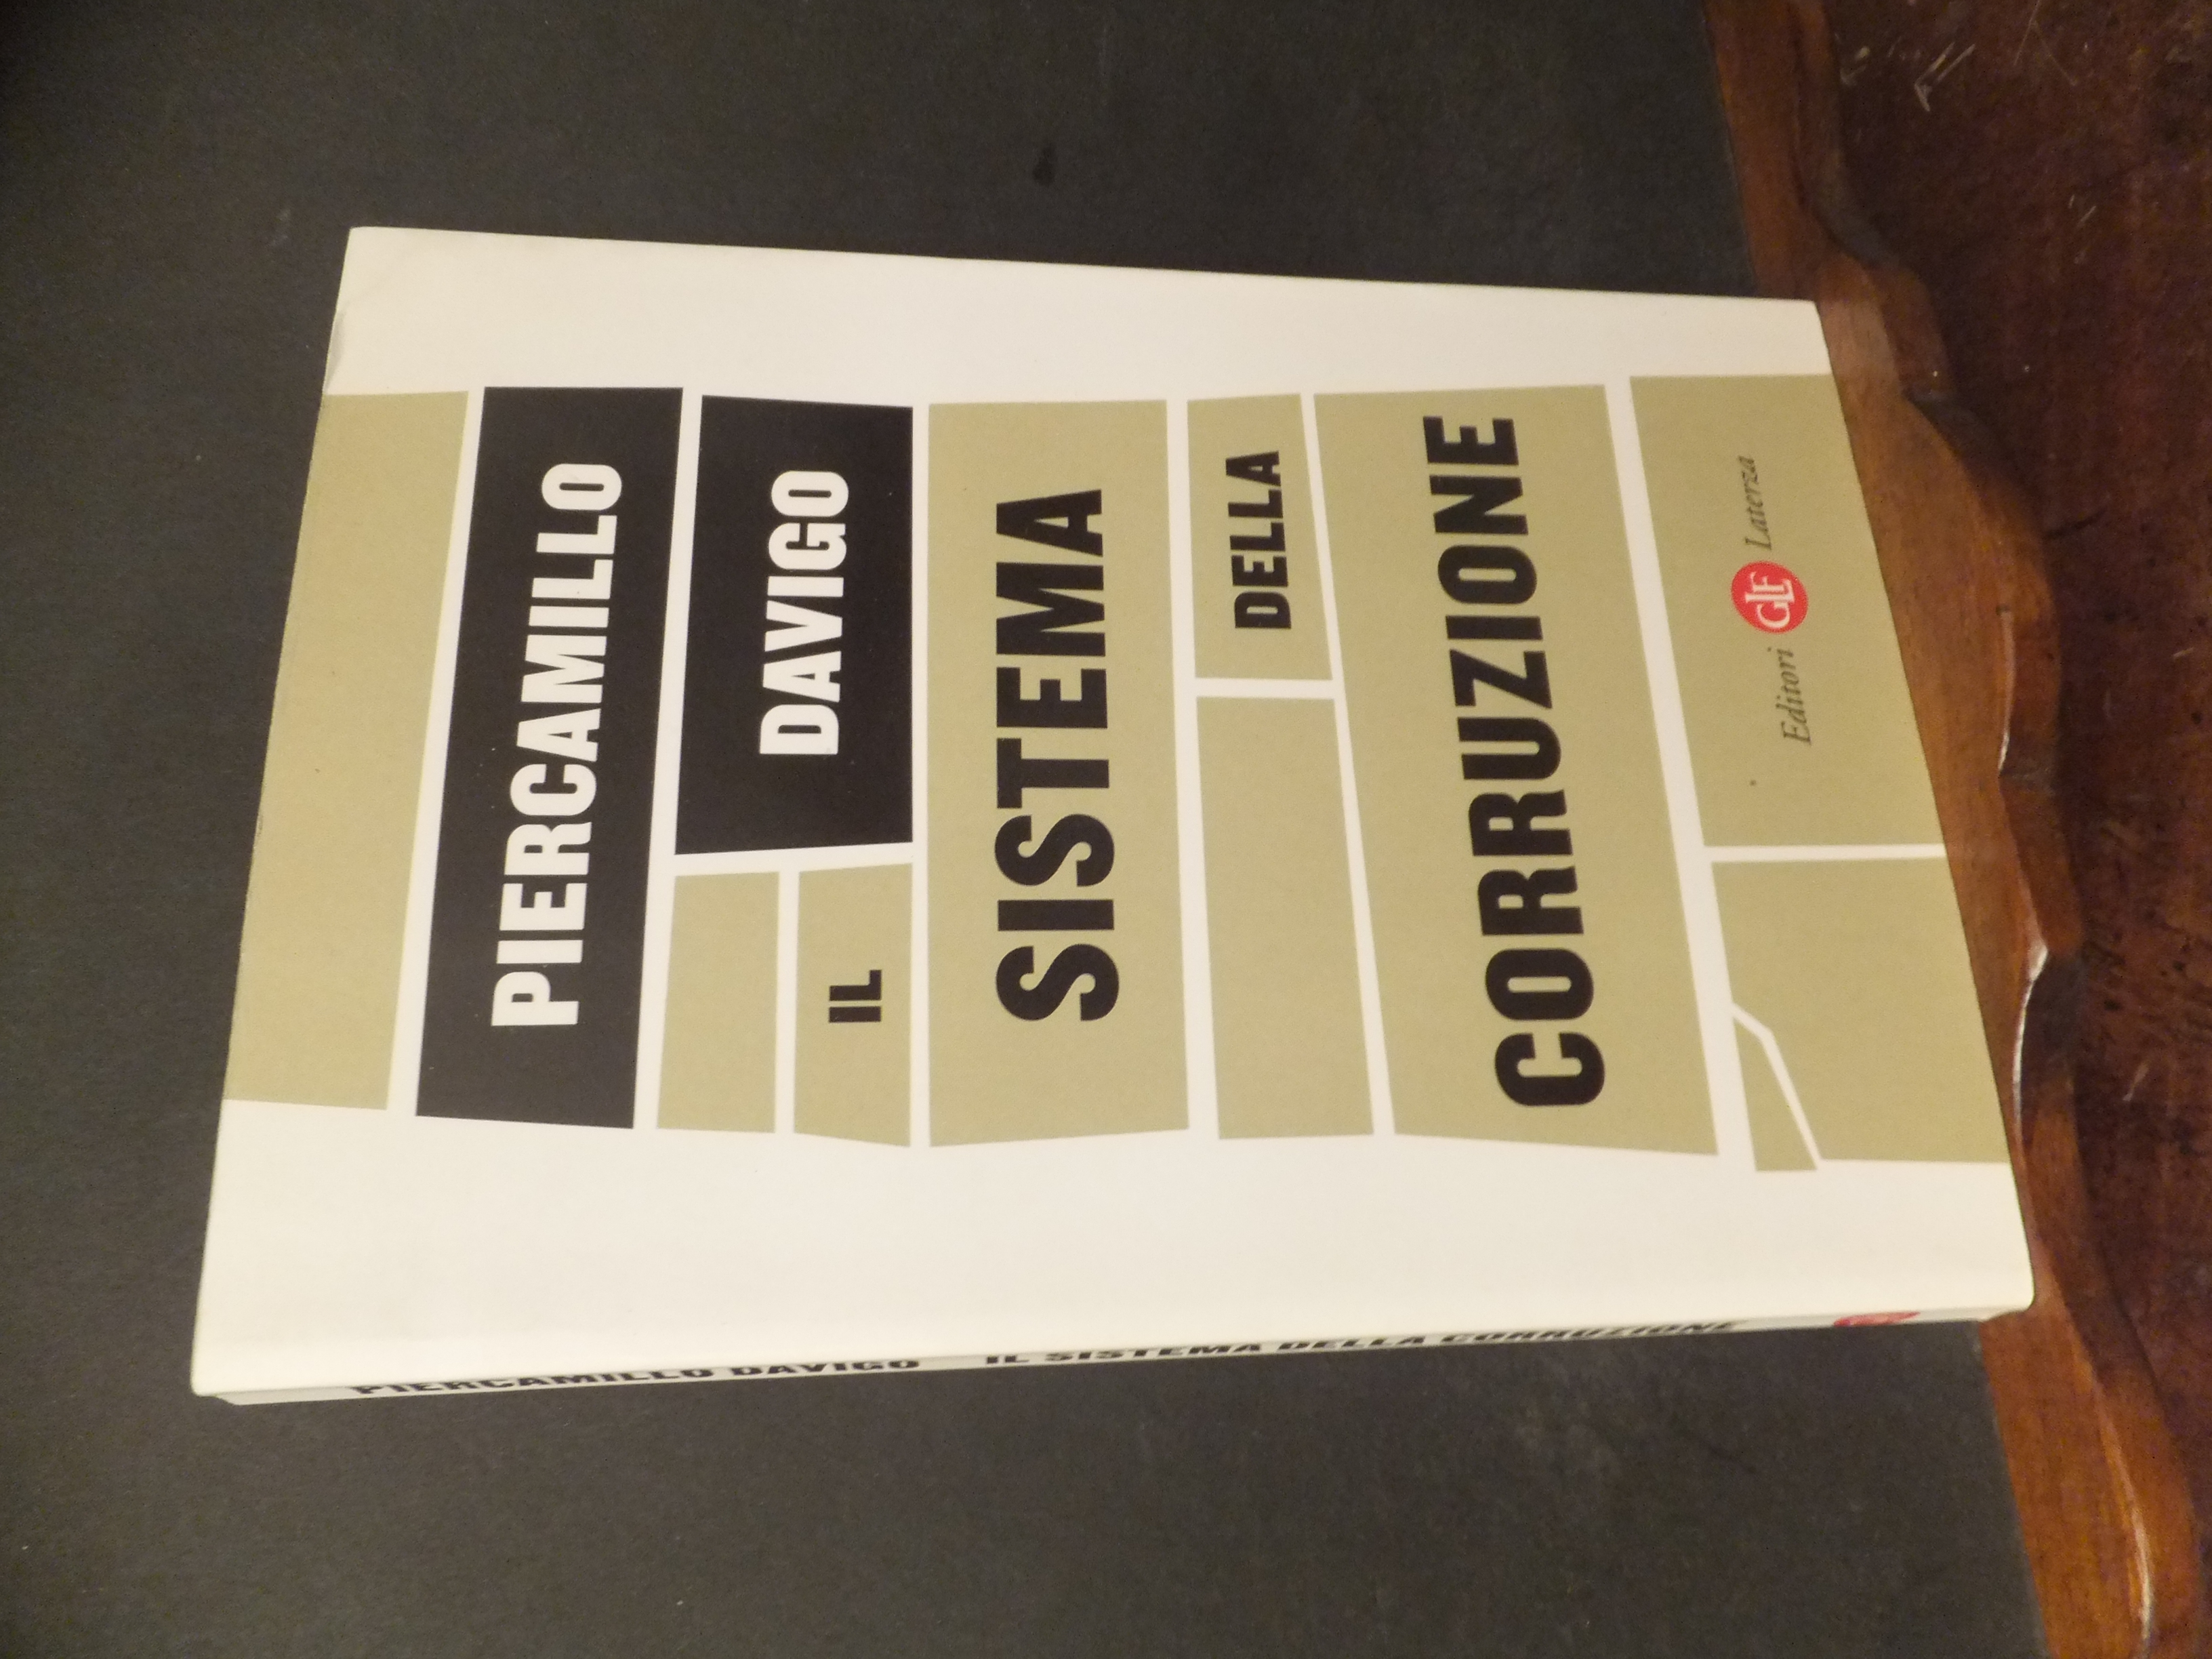 PIERCAMILLO
DAVIGO
IL
SISTEMA
DELLA
CORRUZIONE
Editori GLF Laterza
PIERCAMILLO DAVIGO IL SISTEMA DELLA CORRUZIONE